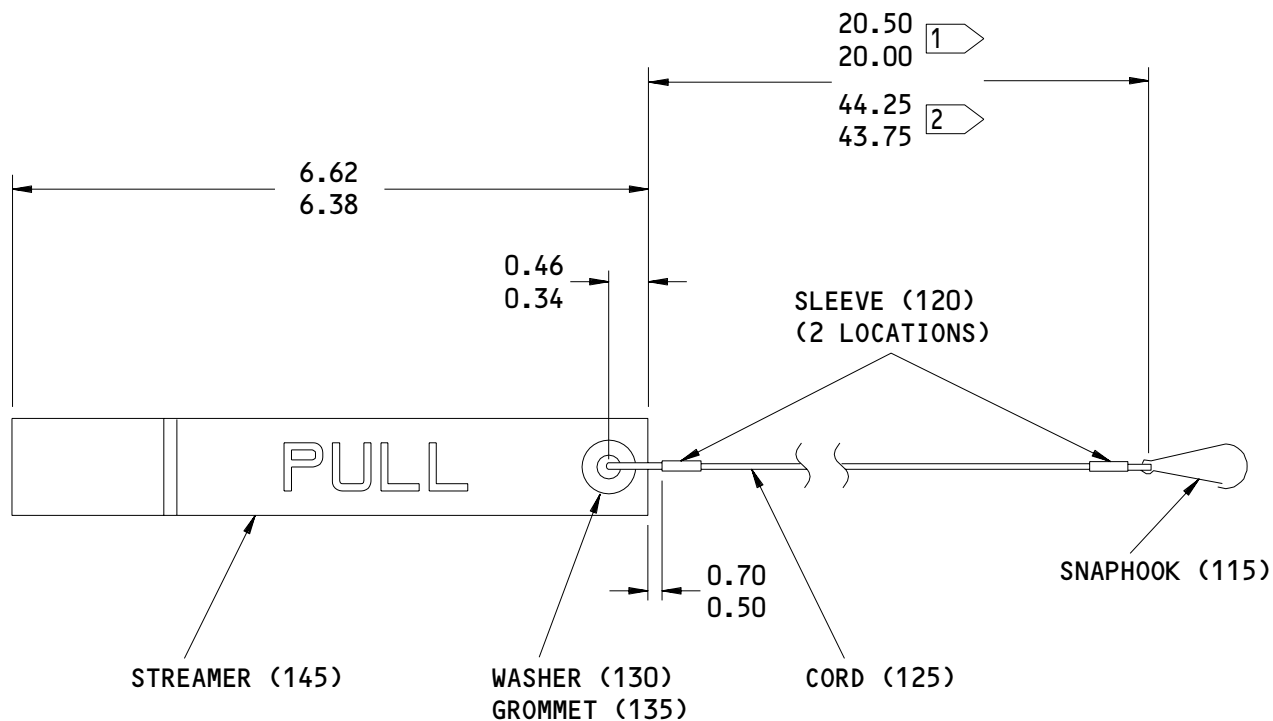 20.50
20.00
1
44.25
43.75
2
6.62
6.38
0.46
0.34
SLEEVE (120)
(2 LOCATIONS)
PULL
SNAPHOOK (115)
0.70
0.50
STREAMER (145)
WASHER (130)
GROMMET (135)
CORD (125)